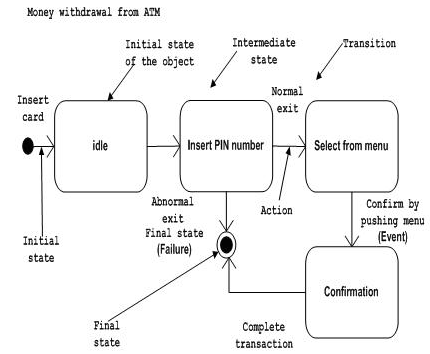 Money withdrawal from ATM
Initial state
of the object
Intermediate
state
Transition
Insert
card
Normal
exit
idle
Insert PIN number
Select from menu
Abnormal
exit
Final state
(Failure)
Action
Confirm by
pushing menu
(Event)
Initial
state
Confirmation
Final
state
Complete
transaction